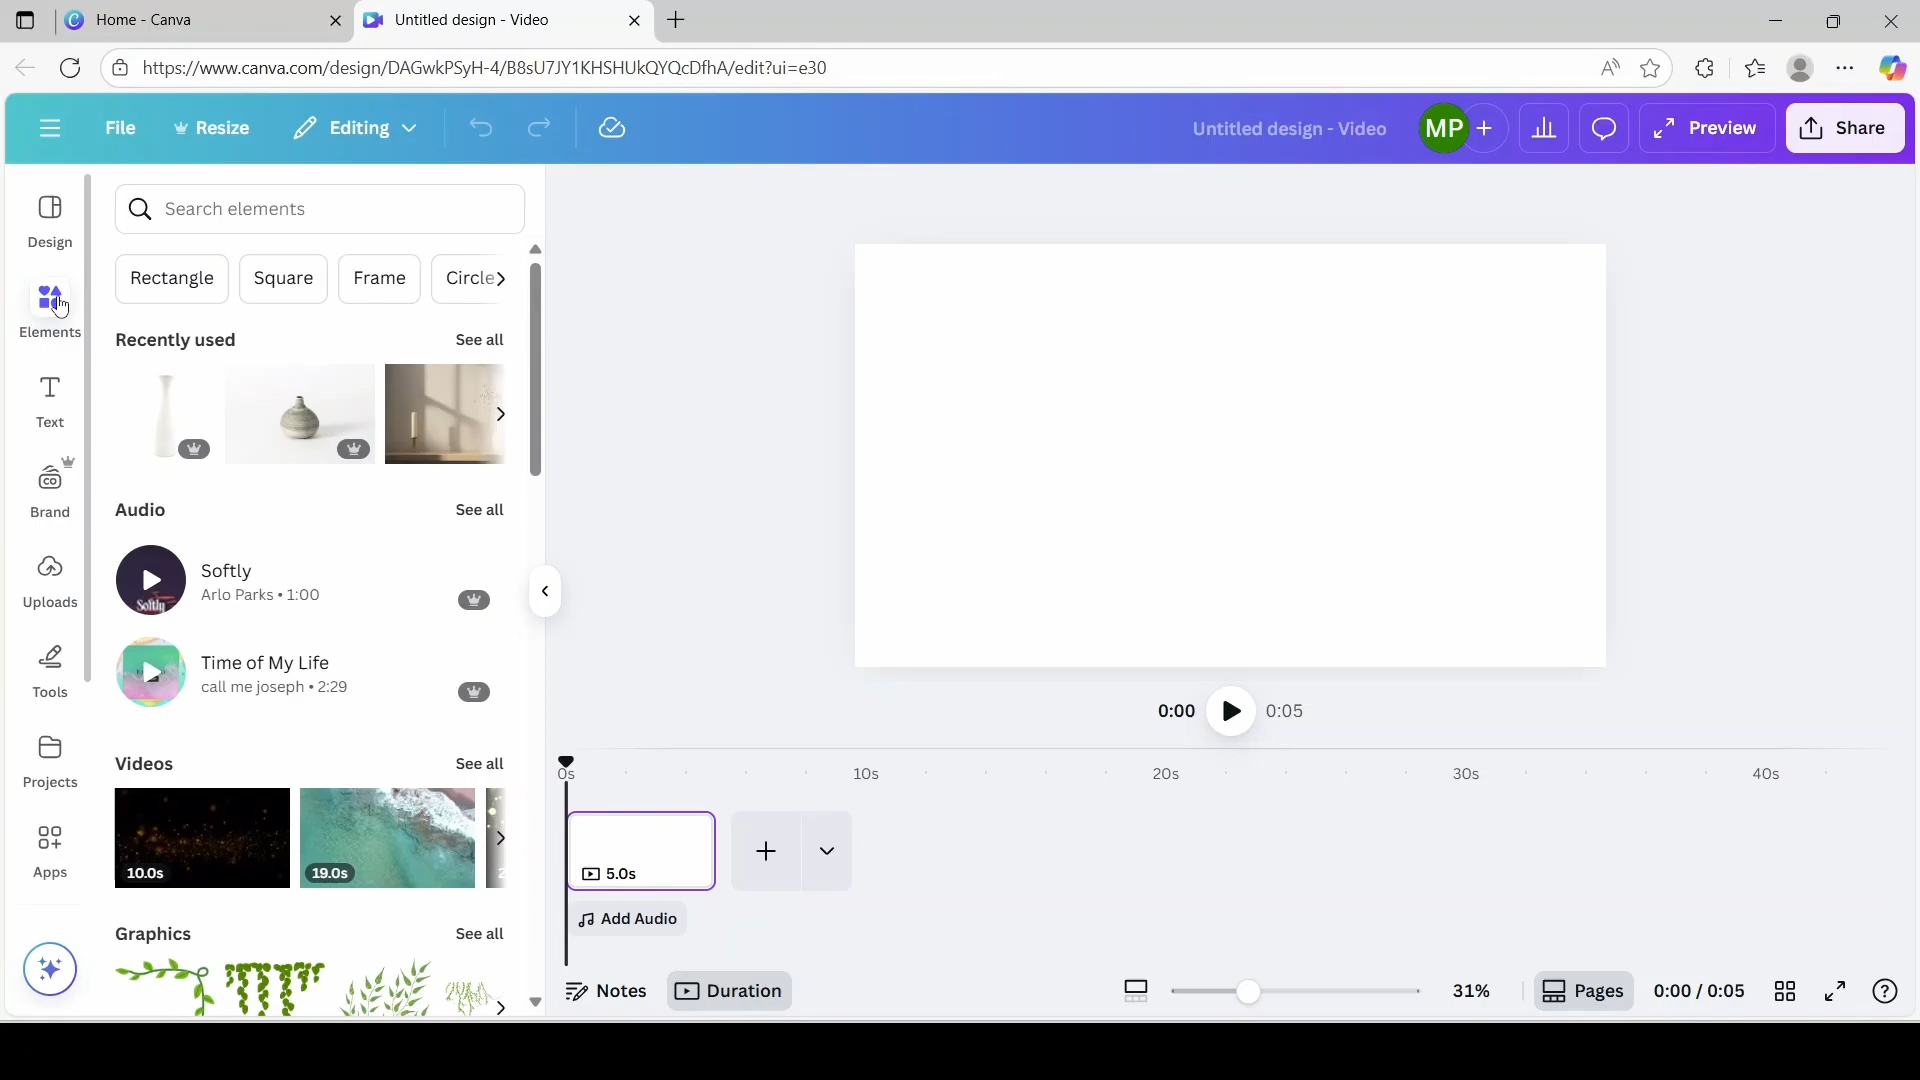 Home - Canva
Untitled design - Video
https://www.canva.com/design/DAGwkPSyH-4/B8sU7JY1KHSHUkQYQcDfhA/edit?ui=e30
File
Resize
Editing
Untitled design - Video
MP
Preview
Share
Design
Elements
Text
Brand
Uploads
Tools
Projects
Apps
Search elements
Rectangle
Square
Frame
Circle
Recently used
See all
Audio
See all
Softly
Arlo Parks • 1:00
Time of My Life
call me joseph • 2:29
Videos
See all
10.0s
19.0s
Graphics
See all
0:00
0:05
0s
10s
20s
30s
40s
5.0s
Add Audio
Notes
Duration
31%
Pages
0:00 / 0:05